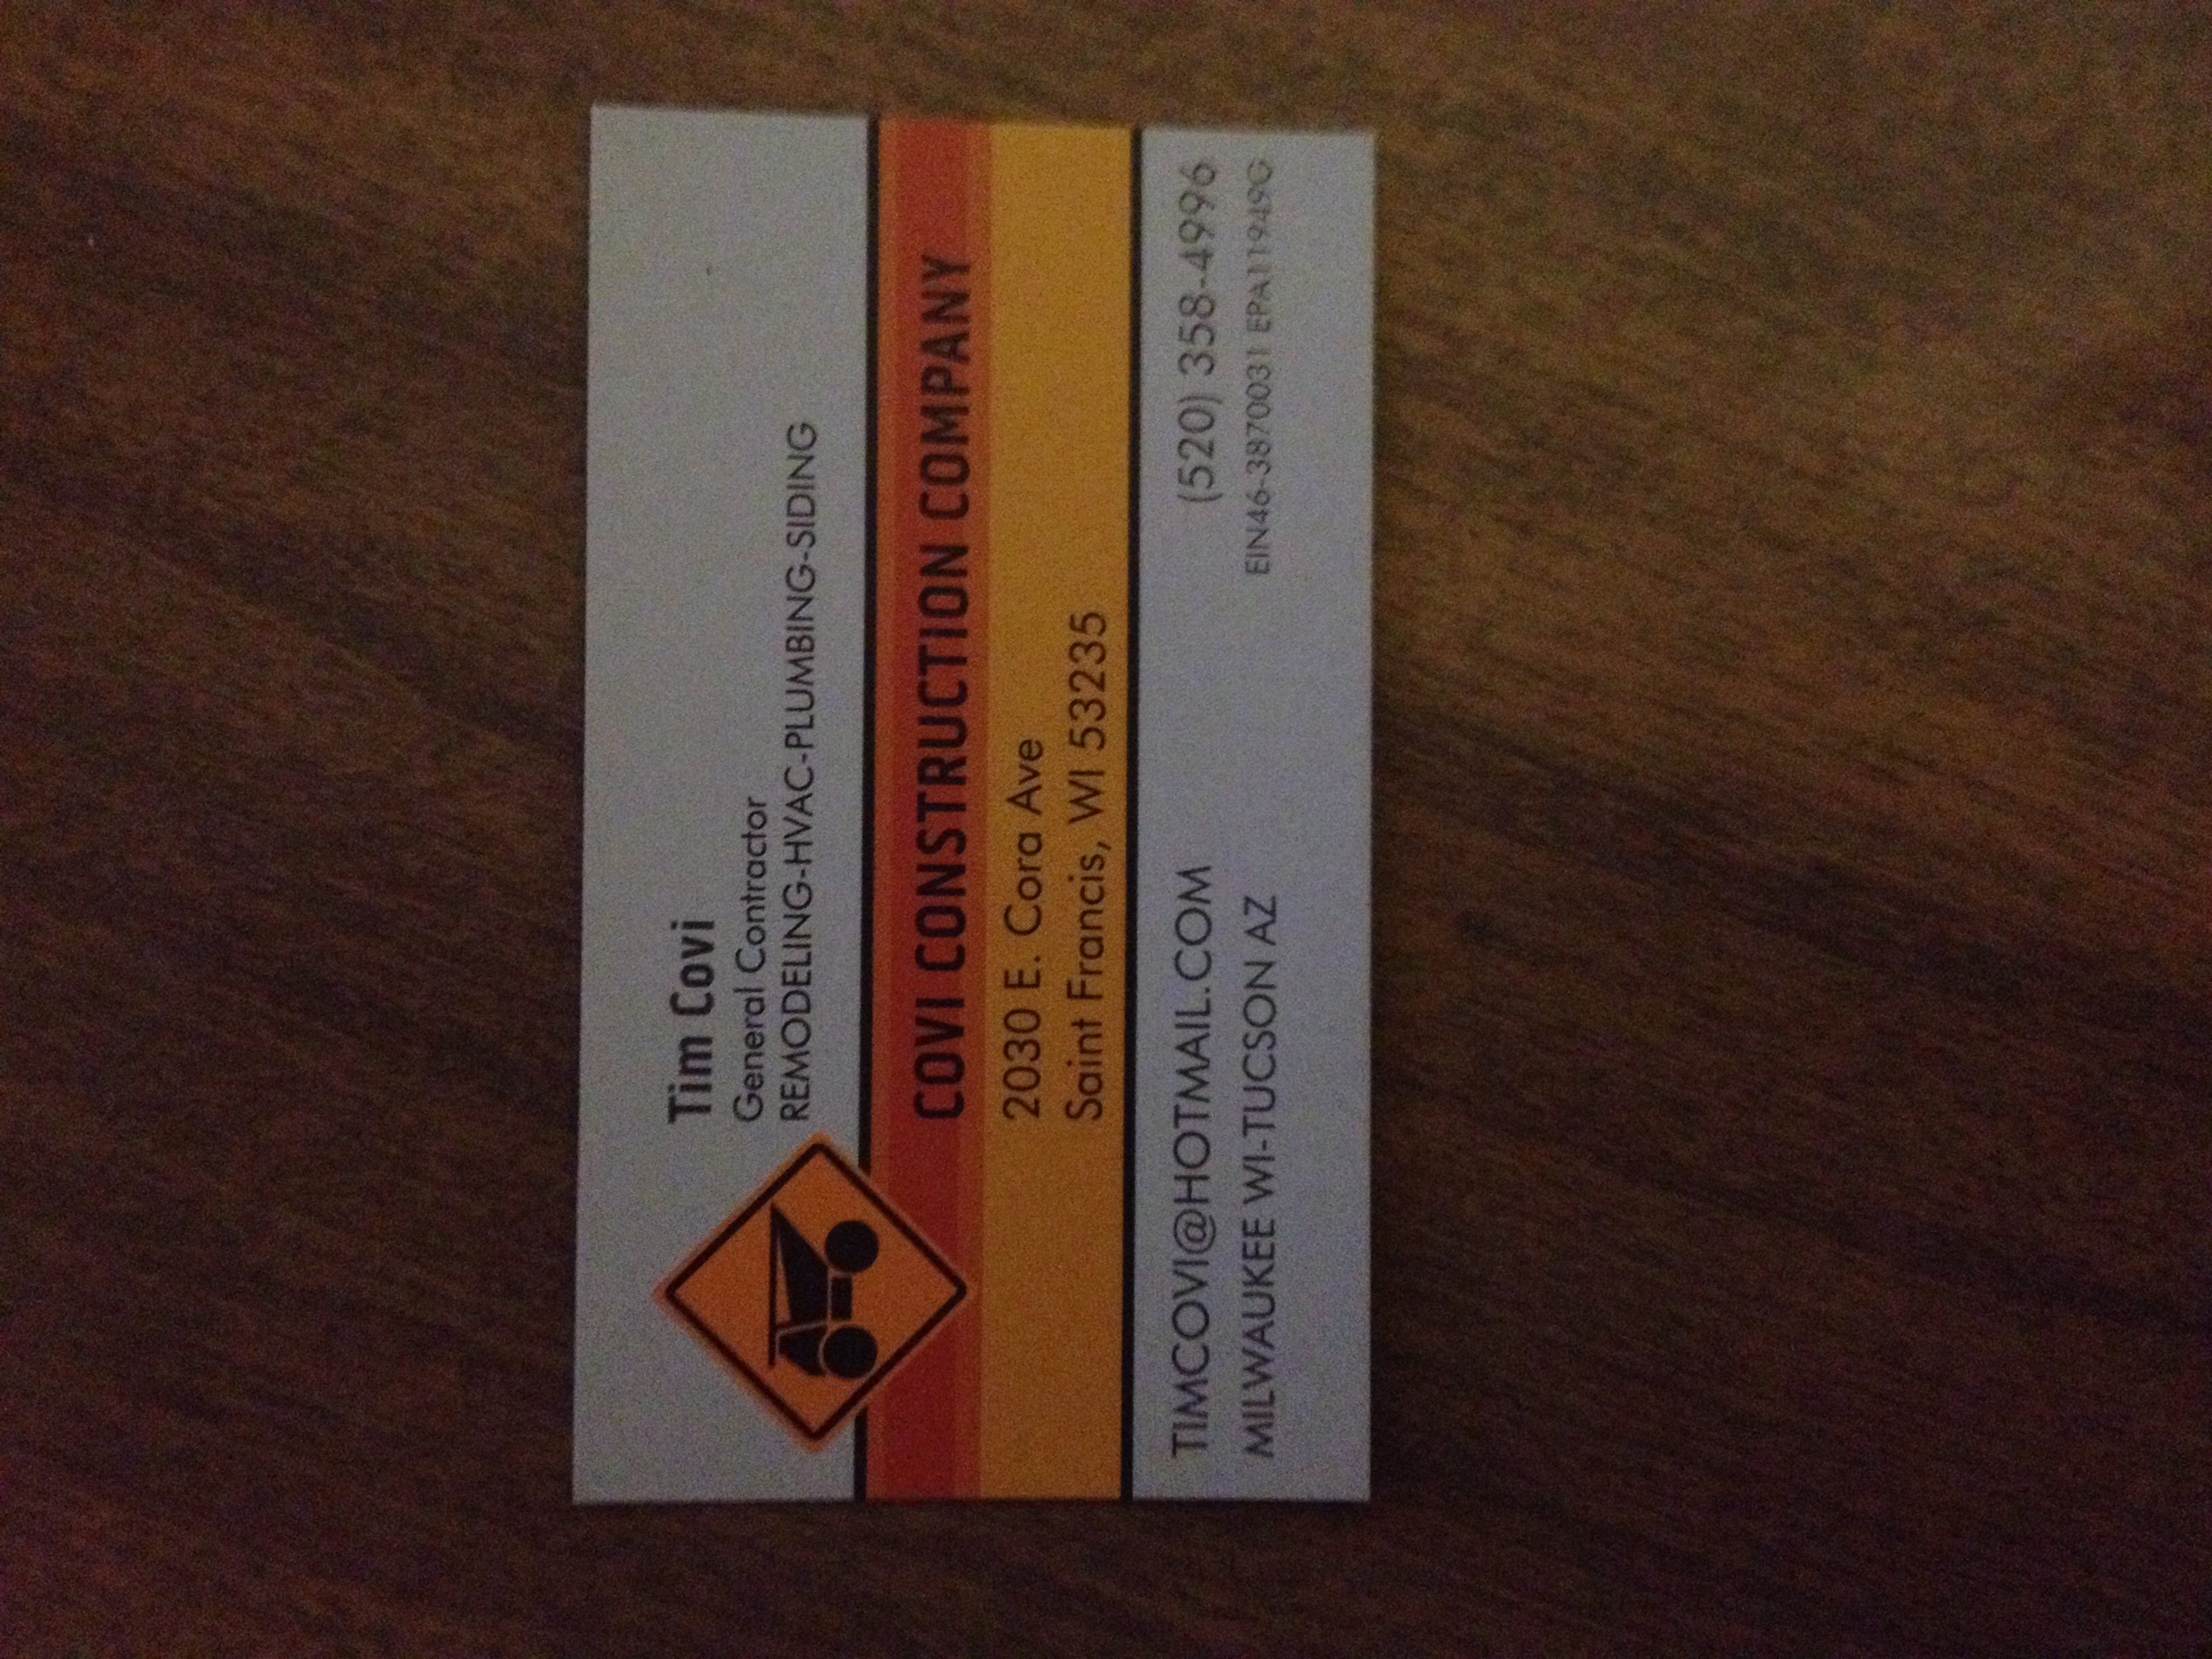 Tim Covi
General Contractor
REMODELING-HVAC-PLUMBING-SIDING
COVI CONSTRUCTION COMPANY
2030 E. Cora Ave
Saint Francis, WI 53235
TIMCOVI@HOTMAIL.COM
(520) 358-4996
MILWAUKEE WI-TUCSON AZ
EIN46-3870031